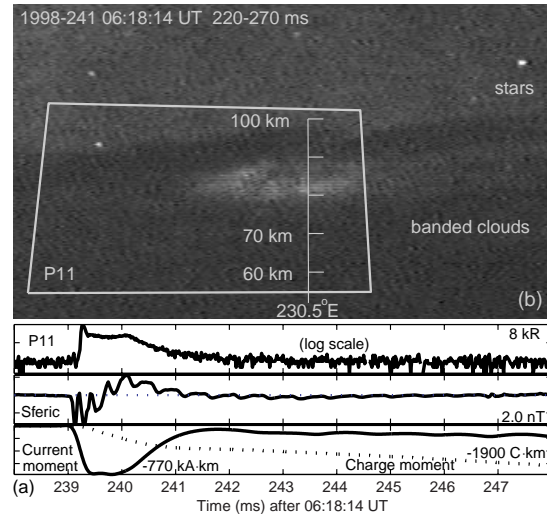 1998-241 06:18:14 UT 220-270 ms
stars
100 km
banded clouds
70 km
60 km
P11
230.5°E
(b)
P11
(log scale)
8 kR
Sferic
2.0 nT
Current
moment
-770 kA·km
Charge moment
-1900 C·km
(a)
239 240 241 242 243 244 245 246 247
Time (ms) after 06:18:14 UT